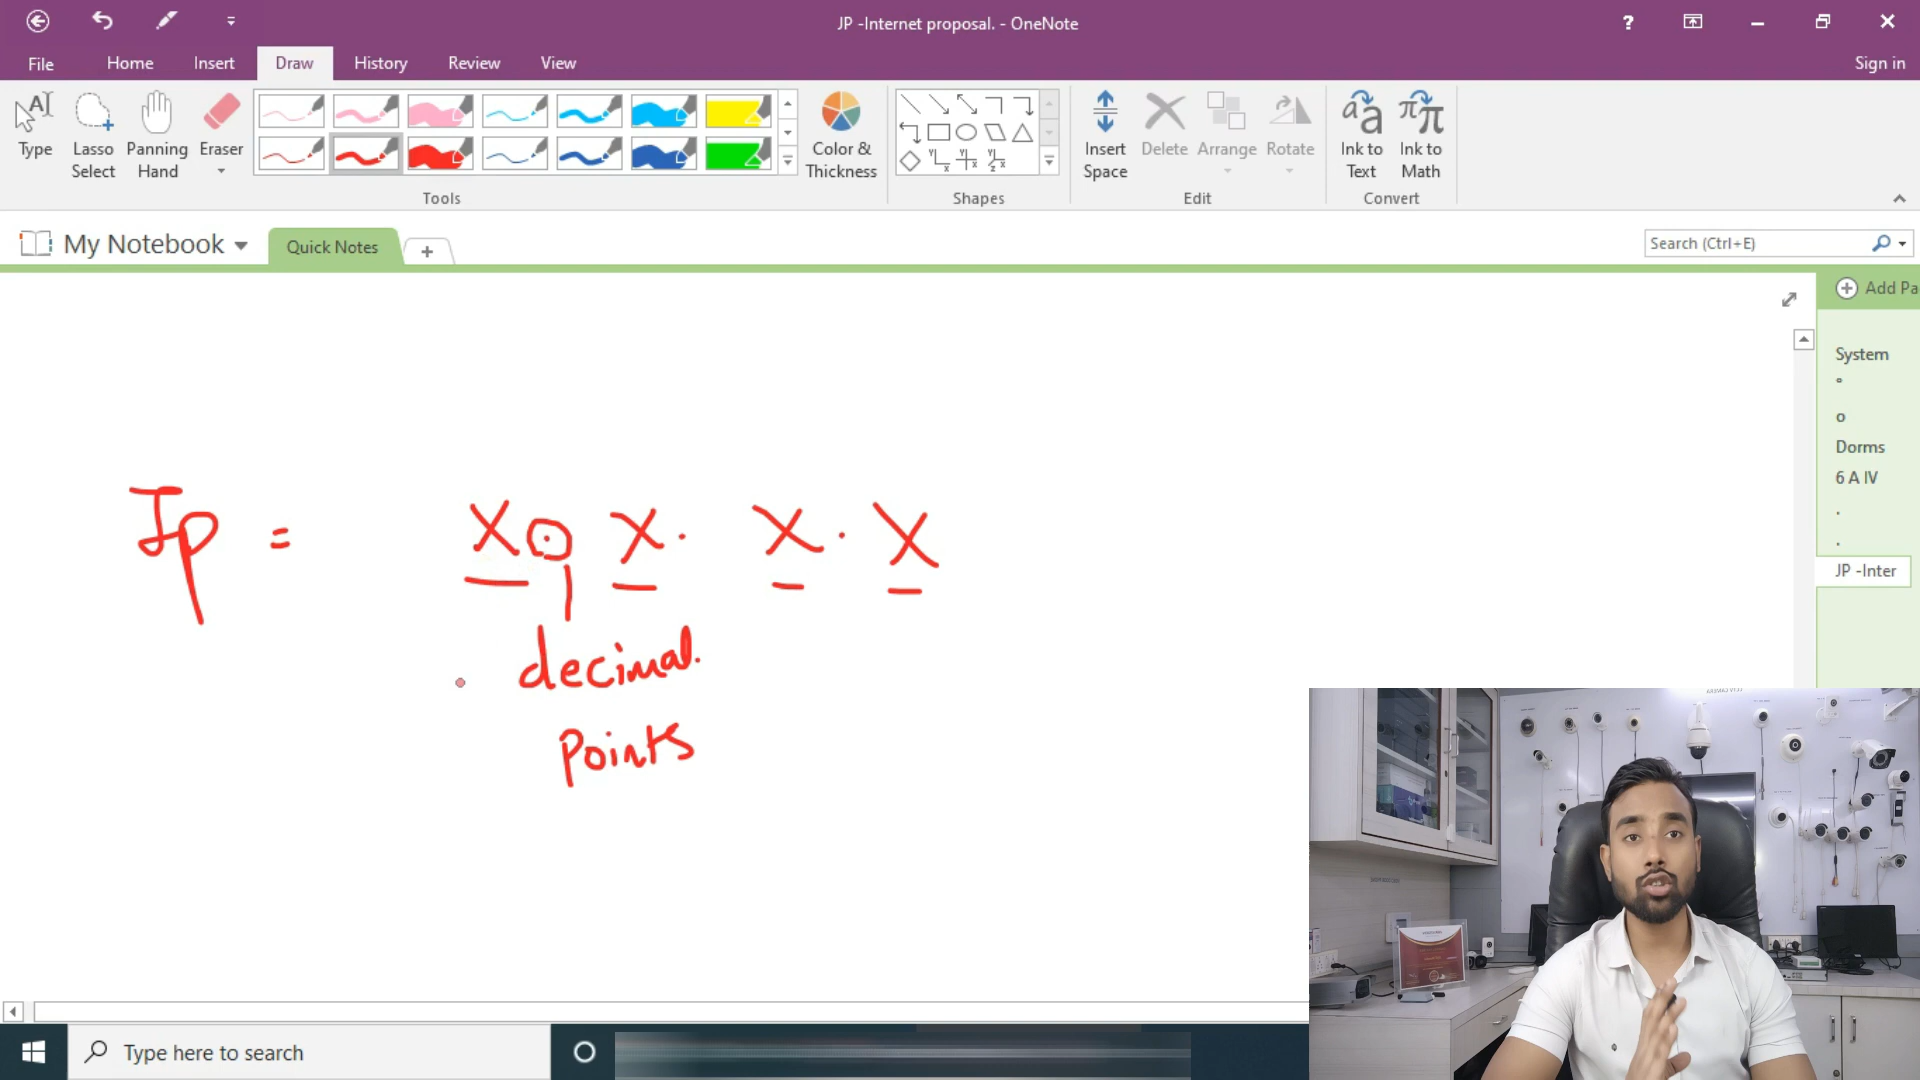 JP -Internet proposal. - OneNote
?
File
Home
Insert
Draw
History
Review
View
Sign in
Type
Lasso Select
Panning Hand
Eraser
Color & Thickness
Insert Space
Delete
Arrange
Rotate
Ink to Text
Ink to Math
Tools
Shapes
Edit
Convert
My Notebook
Quick Notes
+
Search (Ctrl+E)
Add Pa
System
Dorms
6 A IV
JP -Inter
Ip = X . X . X . X
decimal.
points
Type here to search